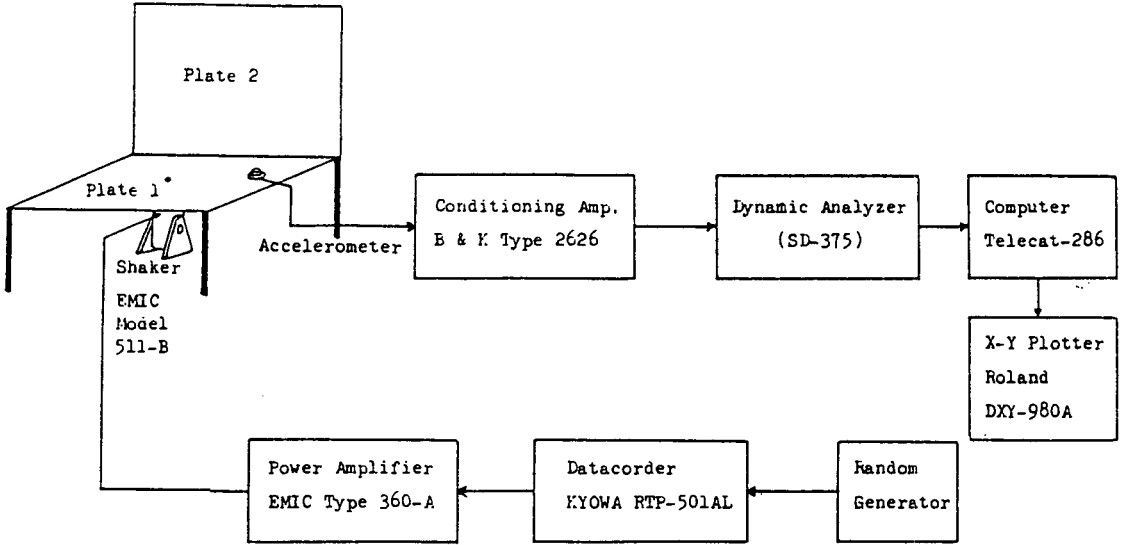 Plate 2
Plate 1
Accelerometer
Shaker
EMIC
Model
511-B
Conditioning Amp.
B & K Type 2626
Dynamic Analyzer
(SD-375)
Computer
Telecat-286
X-Y Plotter
Roland
DXY-980A
Power Amplifier
EMIC Type 360-A
Datacorder
KYOWA RTP-501AL
Random
Generator